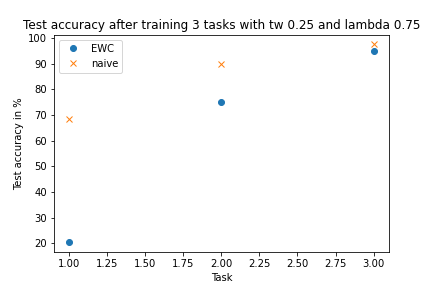 Test accuracy after training 3 tasks with tw 0.25 and lambda 0.75
EWC
naive
Test accuracy in %
100
90
80
70
60
50
40
30
20
1.00 1.25 1.50 1.75 2.00 2.25 2.50 2.75 3.00
Task